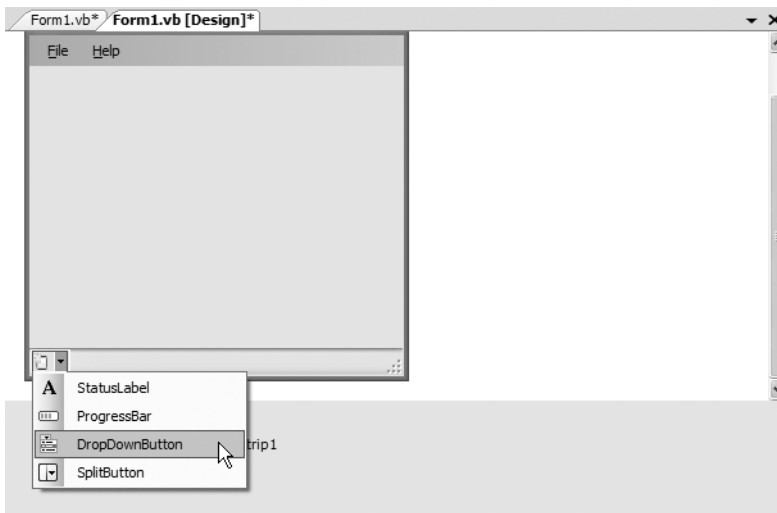 Form1.vb* Form1.vb [Design]*
File Help
A StatusLabel
ProgressBar
DropDownButton trip1
SplitButton